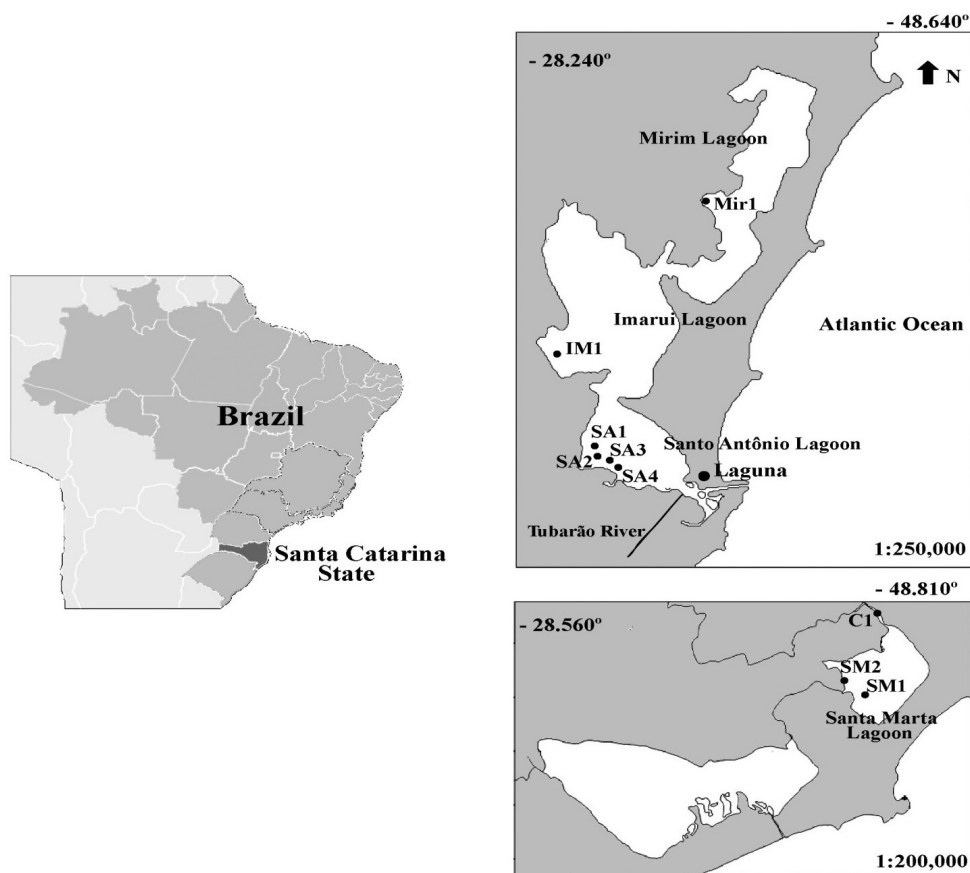 Brazil
Santa Catarina
State
- 48.640º
- 28.240º
N
Mirim Lagoon
Mir1
Imarui Lagoon
Atlantic Ocean
IM1
SA1
Santo Antônio Lagoon
SA3
SA2
SA4
Laguna
Tubarão River
1:250,000
- 48.810º
- 28.560º
C1
SM2
SM1
Santa Marta
Lagoon
1:200,000